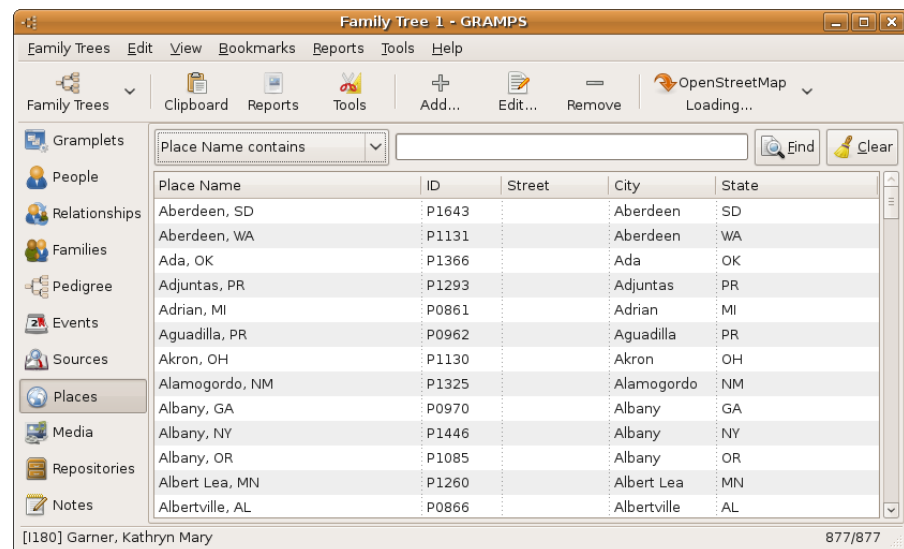 Family Tree 1 - GRAMPS
Family Trees Edit View Bookmarks Reports Tools Help
Family Trees Clipboard Reports Tools Add... Edit... Remove OpenStreetMap Loading...
Gramplets
People
Relationships
Families
Pedigree
Events
Sources
Places
Media
Repositories
Notes
Place Name contains Find Clear
Place Name ID Street City State
Aberdeen, SD P1643 Aberdeen SD
Aberdeen, WA P1131 Aberdeen WA
Ada, OK P1366 Ada OK
Adjuntas, PR P1293 Adjuntas PR
Adrian, MI P0861 Adrian MI
Aguadilla, PR P0962 Aguadilla PR
Akron, OH P1130 Akron OH
Alamogordo, NM P1325 Alamogordo NM
Albany, GA P0970 Albany GA
Albany, NY P1446 Albany NY
Albany, OR P1085 Albany OR
Albert Lea, MN P1260 Albert Lea MN
Albertville, AL P0866 Albertville AL
[I180] Garner, Kathryn Mary 877/877